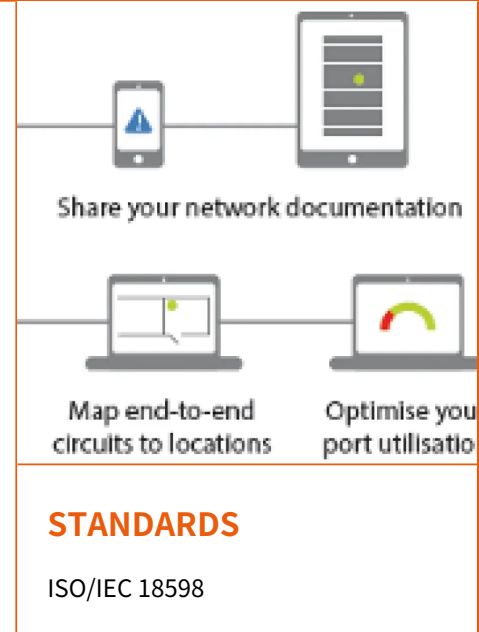 Share your network documentation
Map end-to-end
circuits to locations
Optimise you
port utilisatio
STANDARDS
ISO/IEC 18598